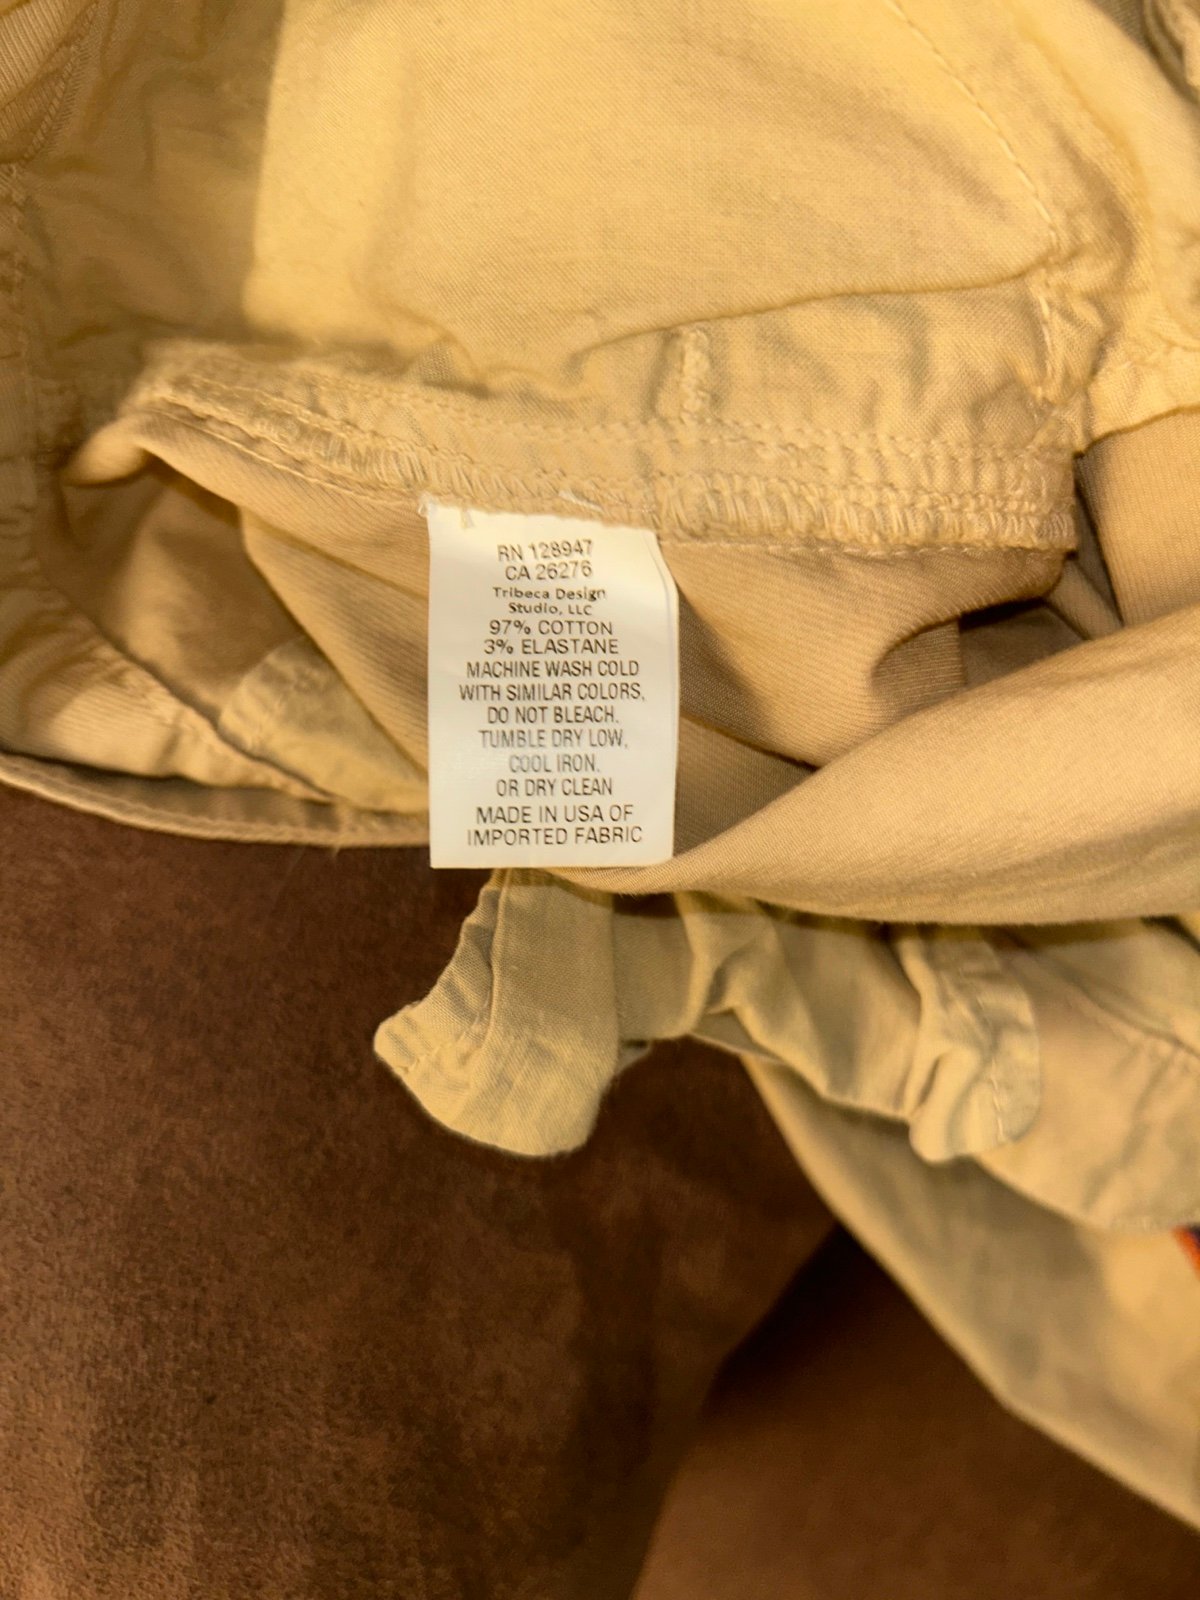 RN 128947
CA 26276
Tribeca Design
Studio, LLC
97% COTTON
3% ELASTANE
MACHINE WASH COLD
WITH SIMILAR COLORS,
DO NOT BLEACH.
TUMBLE DRY LOW,
COOL IRON.
OR DRY CLEAN
MADE IN USA OF
IMPORTED FABRIC